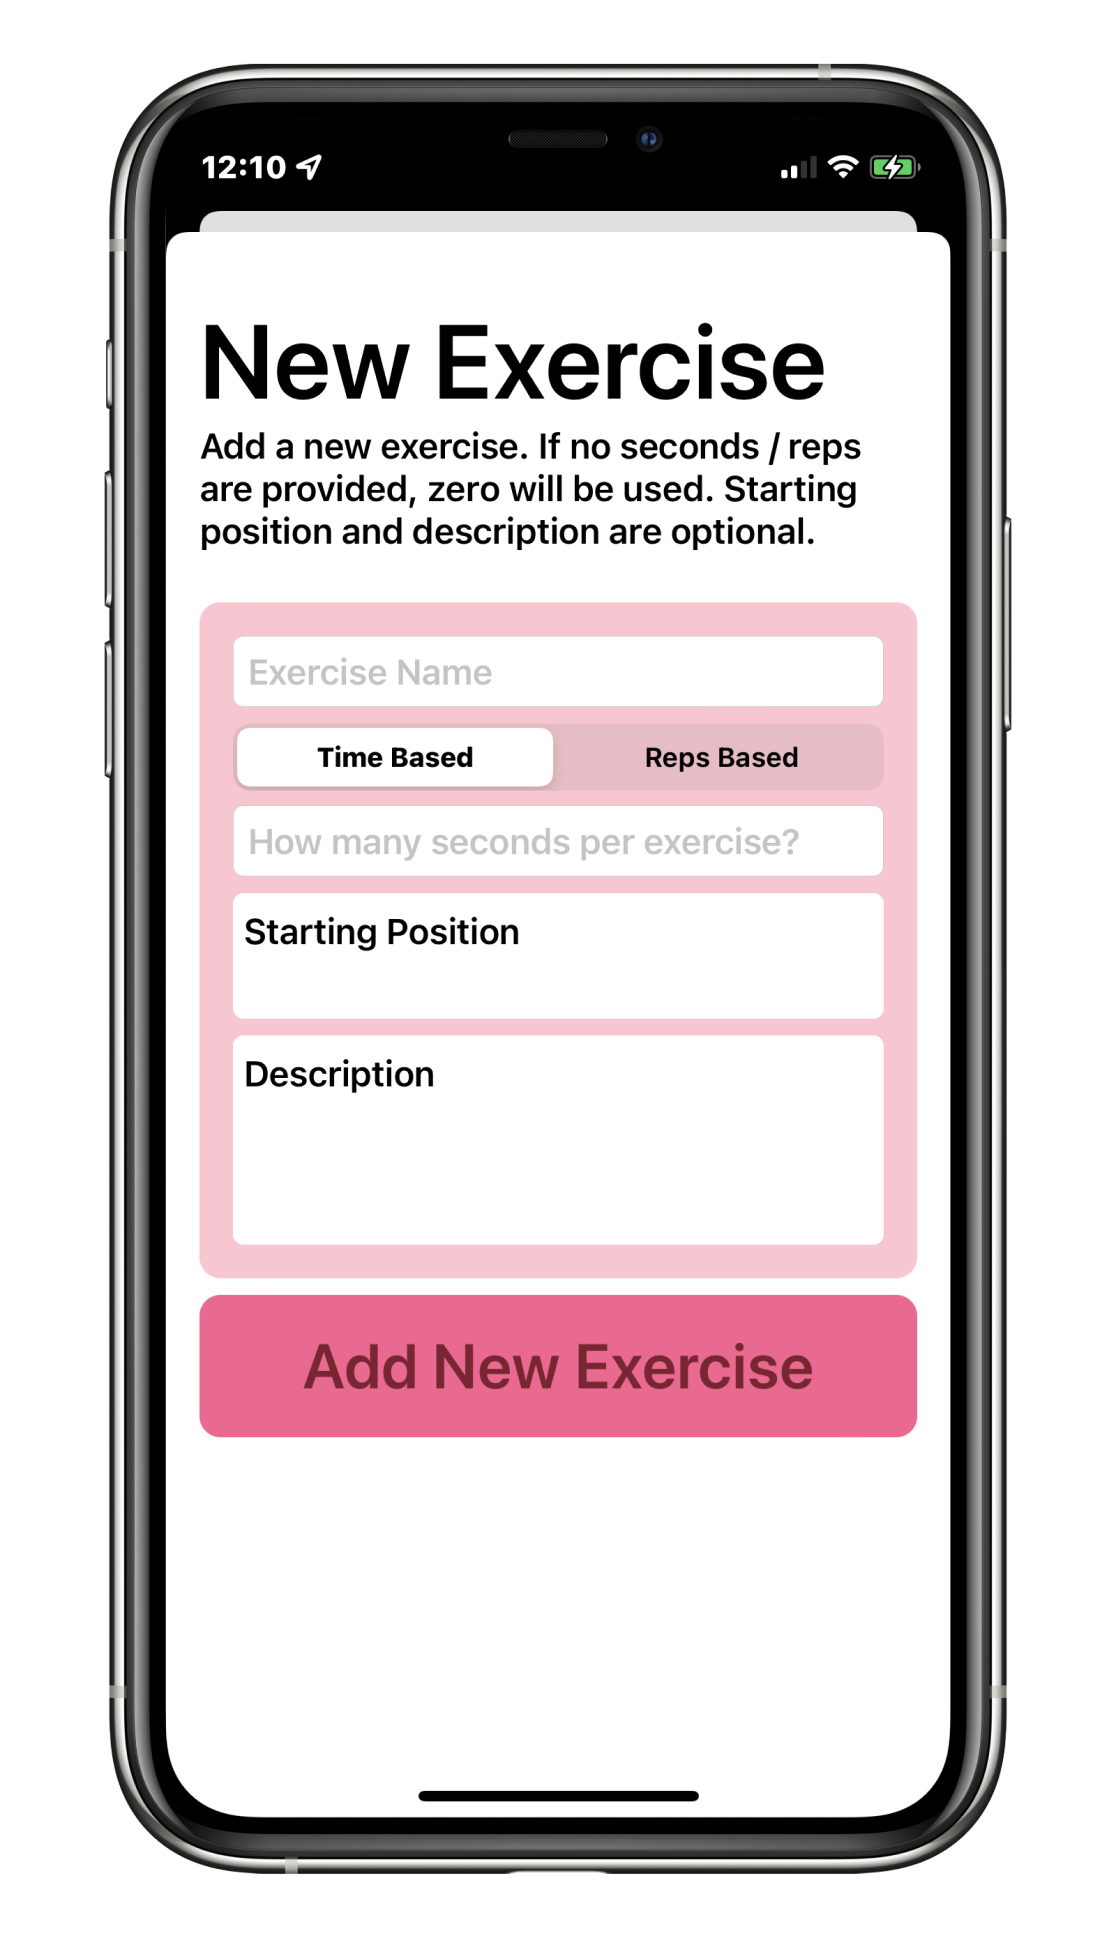 12:10
New Exercise
Add a new exercise. If no seconds / reps
are provided, zero will be used. Starting
position and description are optional.
Exercise Name
Time Based Reps Based
How many seconds per exercise?
Starting Position
Description
Add New Exercise